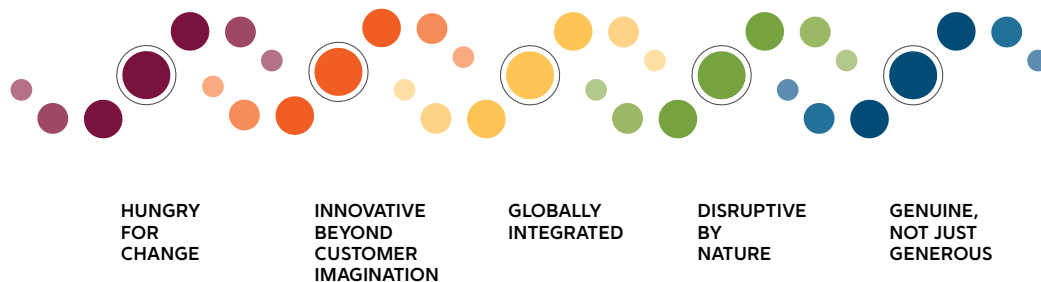 HUNGRY
FOR
CHANGE
INNOVATIVE
BEYOND
CUSTOMER
IMAGINATION
GLOBALLY
INTEGRATED
DISRUPTIVE
BY
NATURE
GENUINE,
NOT JUST
GENEROUS